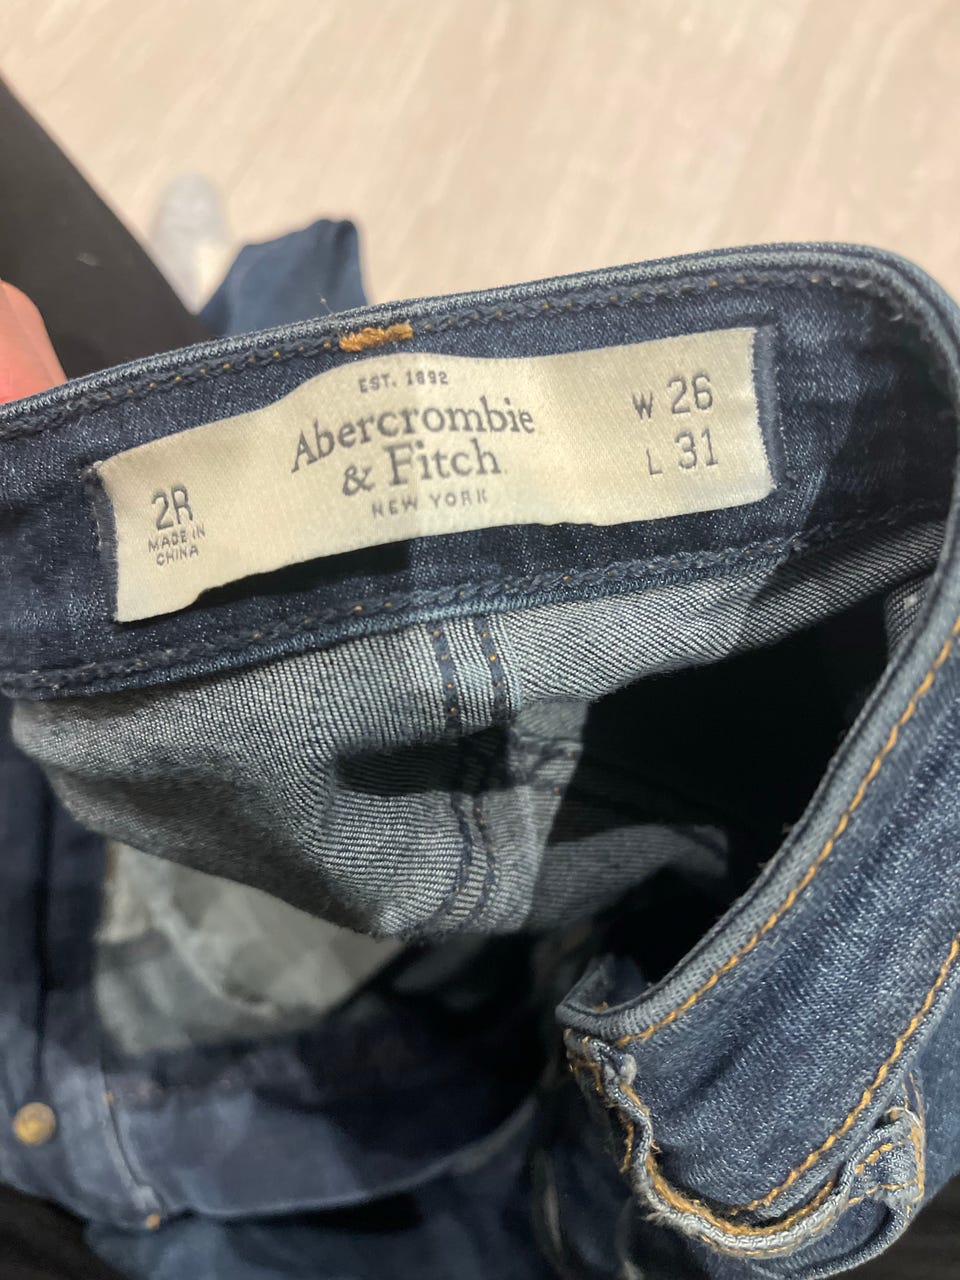 EST. 1892
Abercrombie
& Fitch
NEW YORK
2R
MADE IN
CHINA
W 26
L 31